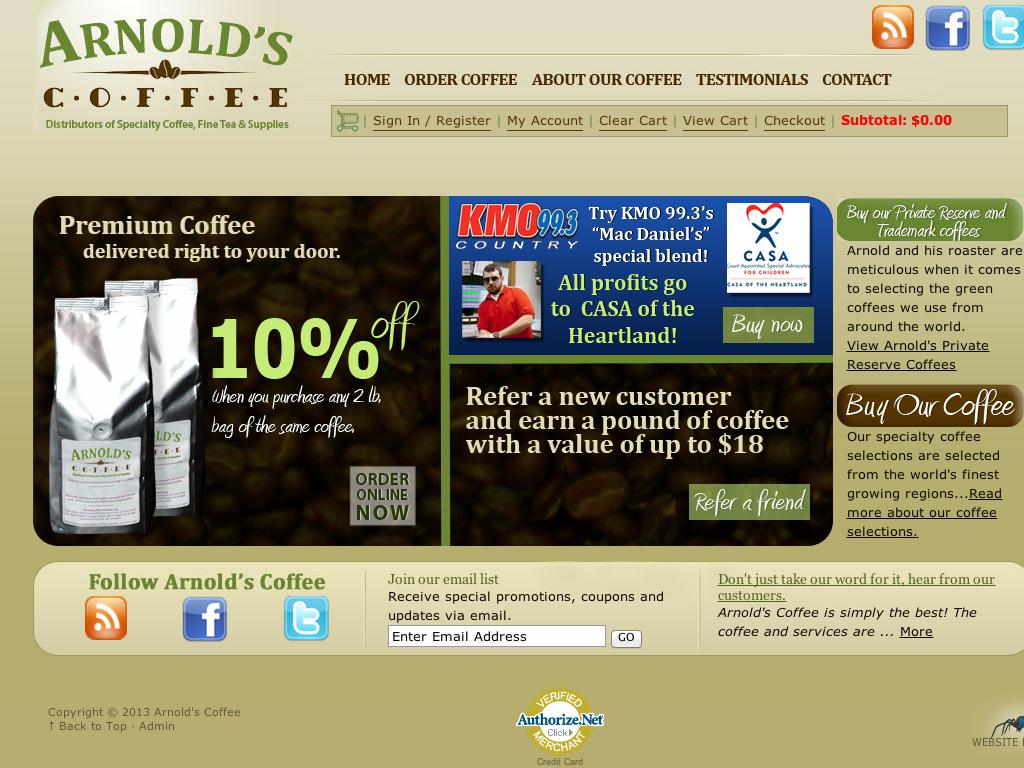 ARNOLD'S
C·O·F·F·E·E
Distributors of Specialty Coffee, Fine Tea & Supplies
HOME ORDER COFFEE ABOUT OUR COFFEE TESTIMONIALS CONTACT
| Sign In / Register | My Account | Clear Cart | View Cart | Checkout | Subtotal: $0.00
Premium Coffee
delivered right to your door.
10% off
When you purchase any 2 lb.
bag of the same coffee.
ARNOLD'S
C·O·F·F·E·E
ORDER
ONLINE
NOW
KMO 99.3
COUNTRY
Try KMO 99.3's
“Mac Daniel's”
special blend!
All profits go
to CASA of the
Heartland!
CASA
Court Appointed Special Advocates
FOR CHILDREN
CASA OF THE HEARTLAND
Buy now
Refer a new customer
and earn a pound of coffee
with a value of up to $18
Refer a friend
Buy our Private Reserve and
Trademark coffees
Arnold and his roaster are
meticulous when it comes
to selecting the green
coffees we use from
around the world.
View Arnold's Private
Reserve Coffees
Buy Our Coffee
Our specialty coffee
selections are selected
from the world's finest
growing regions...Read
more about our coffee
selections.
Follow Arnold's Coffee
Join our email list
Receive special promotions, coupons and
updates via email.
Enter Email Address GO
Don't just take our word for it, hear from our
customers.
Arnold's Coffee is simply the best! The
coffee and services are ... More
Copyright © 2013 Arnold's Coffee
↑ Back to Top · Admin
VERIFIED
Authorize.Net
Click
MERCHANT
Credit Card
WEBSITE